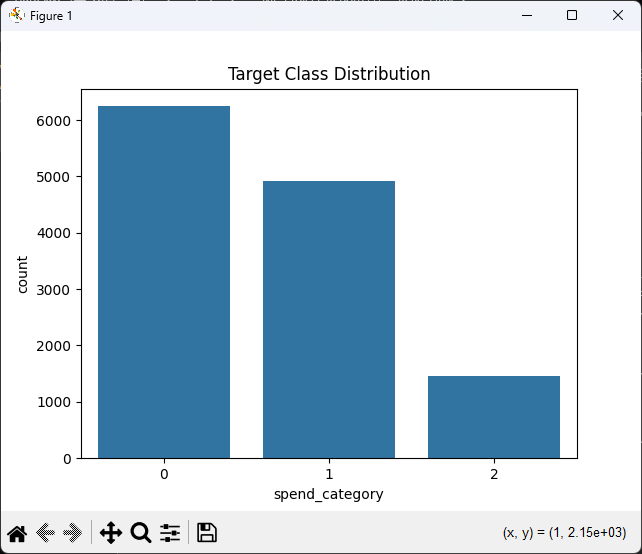 Figure 1
Target Class Distribution
6000
5000
4000
3000
2000
1000
0
count
0 1 2
spend_category
(x, y) = (1, 2.15e+03)